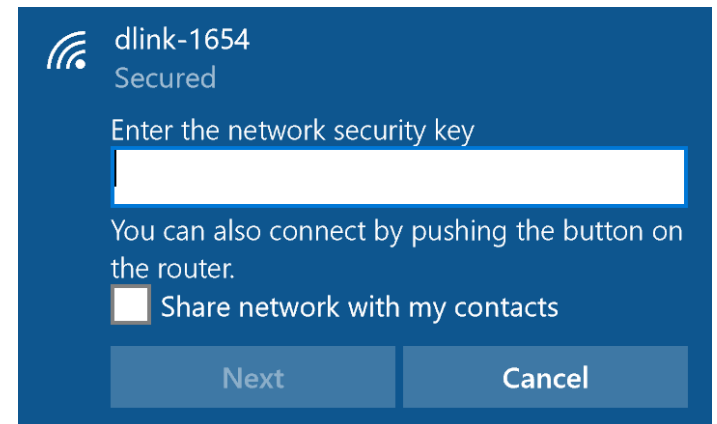 dlink-1654
Secured
Enter the network security key
You can also connect by pushing the button on
the router.
Share network with my contacts
Next
Cancel